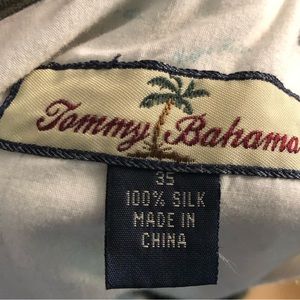 Tommy Bahama
35
100% SILK
MADE IN
CHINA